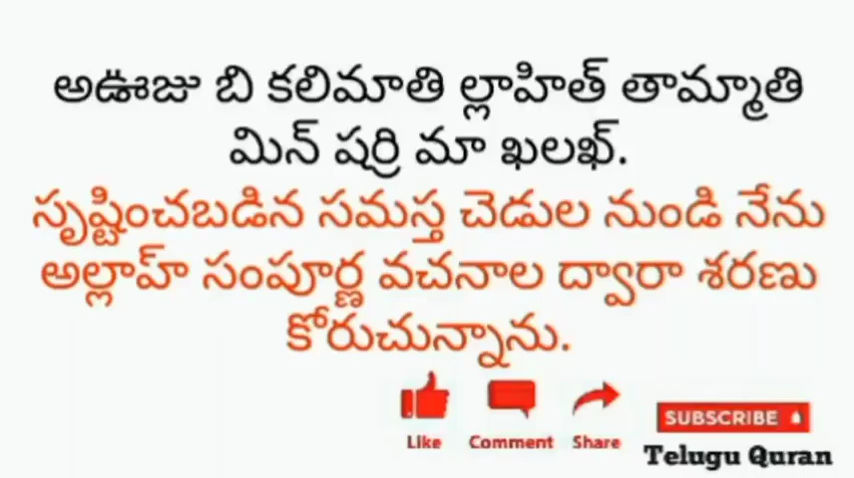 అఊజు బి కలిమాతి ల్లాహిత్ తామ్మాతి
మిన్ షర్రి మా ఖలఖ్.
సృష్టించబడిన సమస్త చెడుల నుండి నేను
అల్లాహ్ సంపూర్ణ వచనాల ద్వారా శరణు
కోరుచున్నాను.
Like Comment Share
SUBSCRIBE
Telugu Quran